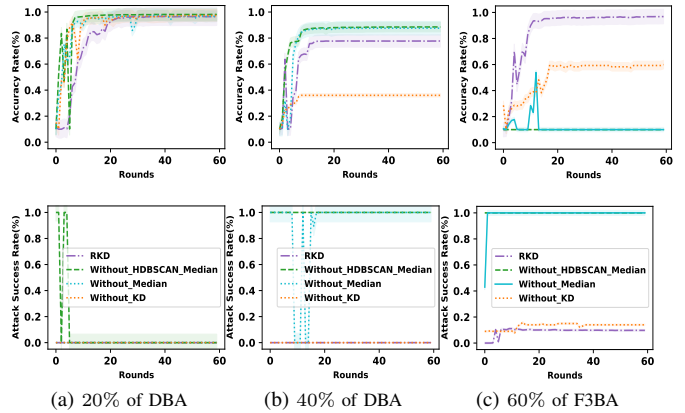 Accuracy Rate(%)
1.0
0.8
0.6
0.4
0.2
0.0
0
20
40
60
Rounds
Accuracy Rate(%)
1.0
0.8
0.6
0.4
0.2
0.0
0
20
40
60
Rounds
Accuracy Rate(%)
1.0
0.8
0.6
0.4
0.2
0.0
0
20
40
60
Rounds
Attack Success Rate(%)
1.0
0.8
0.6
0.4
0.2
0.0
RKD
Without_HDBSCAN_Median
Without_Median
Without_KD
0
20
40
60
Rounds
Attack Success Rate(%)
1.0
0.8
0.6
0.4
0.2
0.0
RKD
Without_HDBSCAN_Median
Without_Median
Without_KD
0
20
40
60
Rounds
Attack Success Rate(%)
1.0
0.8
0.6
0.4
0.2
0.0
RKD
Without_HDBSCAN_Median
Without_Median
Without_KD
0
20
40
60
Rounds
(a) 20% of DBA
(b) 40% of DBA
(c) 60% of F3BA